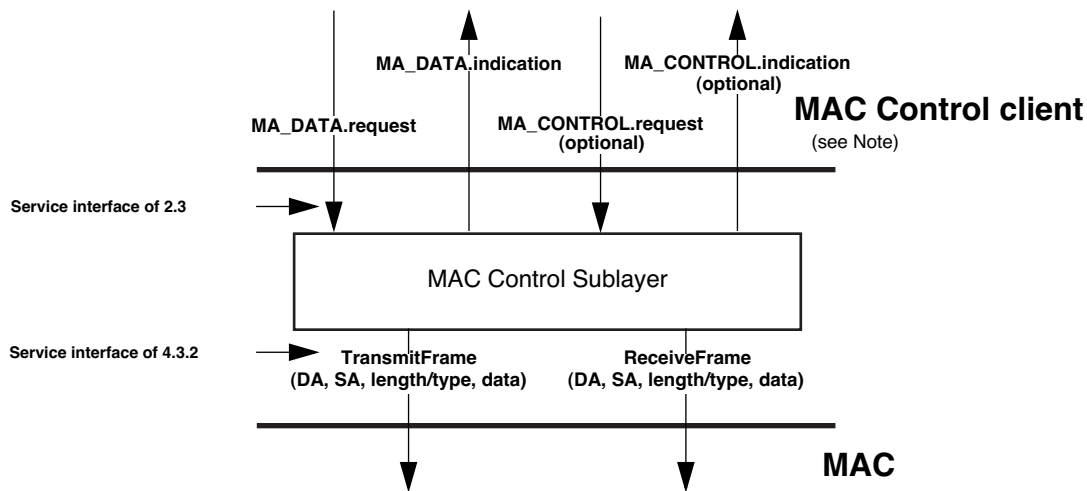 MA_DATA.indication
MA_CONTROL.indication
(optional)
MAC Control client
(see Note)
MA_DATA.request
MA_CONTROL.request
(optional)
Service interface of 2.3
MAC Control Sublayer
Service interface of 4.3.2
TransmitFrame
(DA, SA, length/type, data)
ReceiveFrame
(DA, SA, length/type, data)
MAC